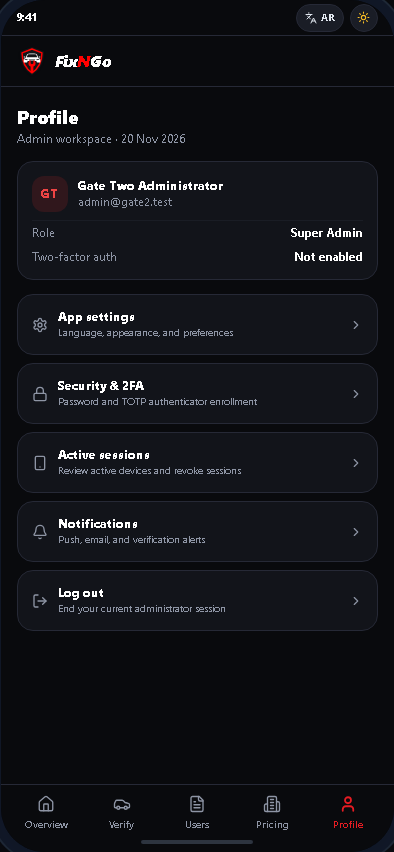 9:41
AR
FixNGo
Profile
Admin workspace · 20 Nov 2026
GT
Gate Two Administrator
admin@gate2.test
Role
Super Admin
Two-factor auth
Not enabled
App settings
Language, appearance, and preferences
Security & 2FA
Password and TOTP authenticator enrollment
Active sessions
Review active devices and revoke sessions
Notifications
Push, email, and verification alerts
Log out
End your current administrator session
Overview
Verify
Users
Pricing
Profile